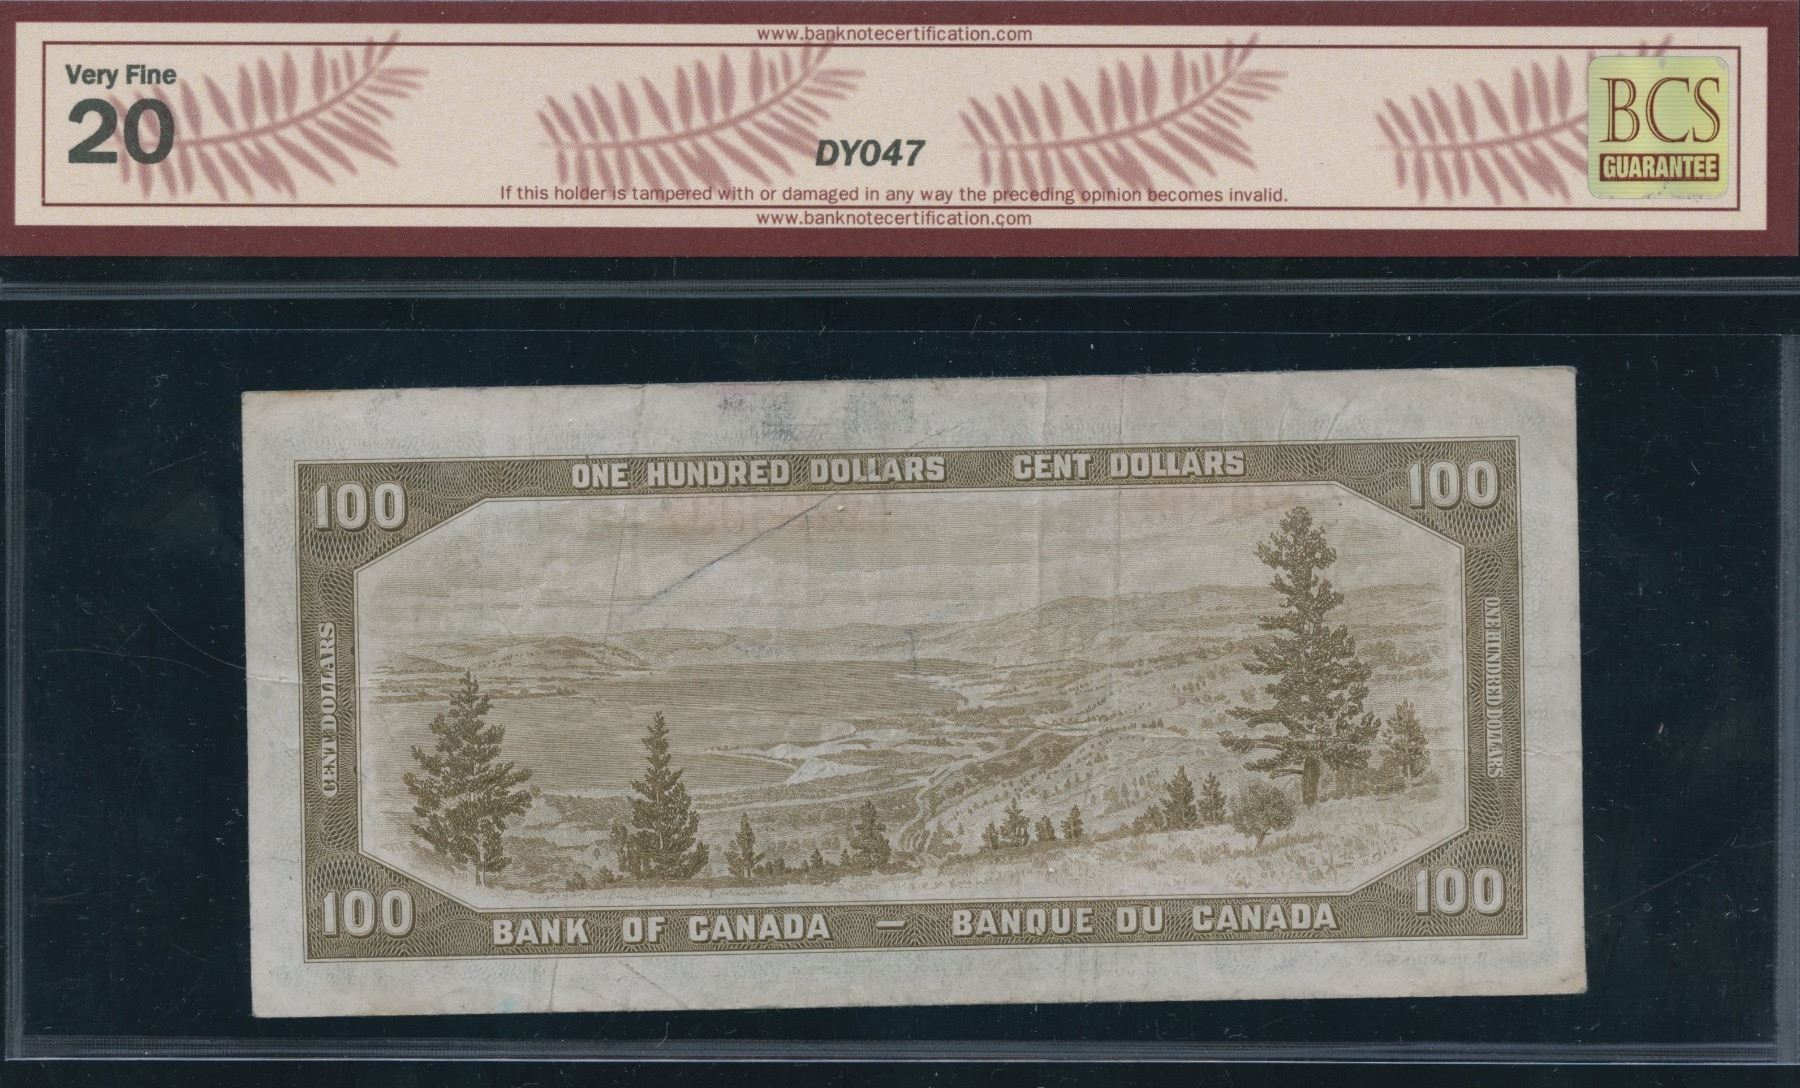 www.banknotecertification.com
Very Fine
20
BCS
GUARANTEE
DY047
If this holder is tampered with or damaged in any way the preceding opinion becomes invalid.
www.banknotecertification.com
ONE HUNDRED DOLLARS CENT DOLLARS
100
100
CENT DOLLARS
ONE HUNDRED DOLLARS
100
100
BANK OF CANADA — BANQUE DU CANADA